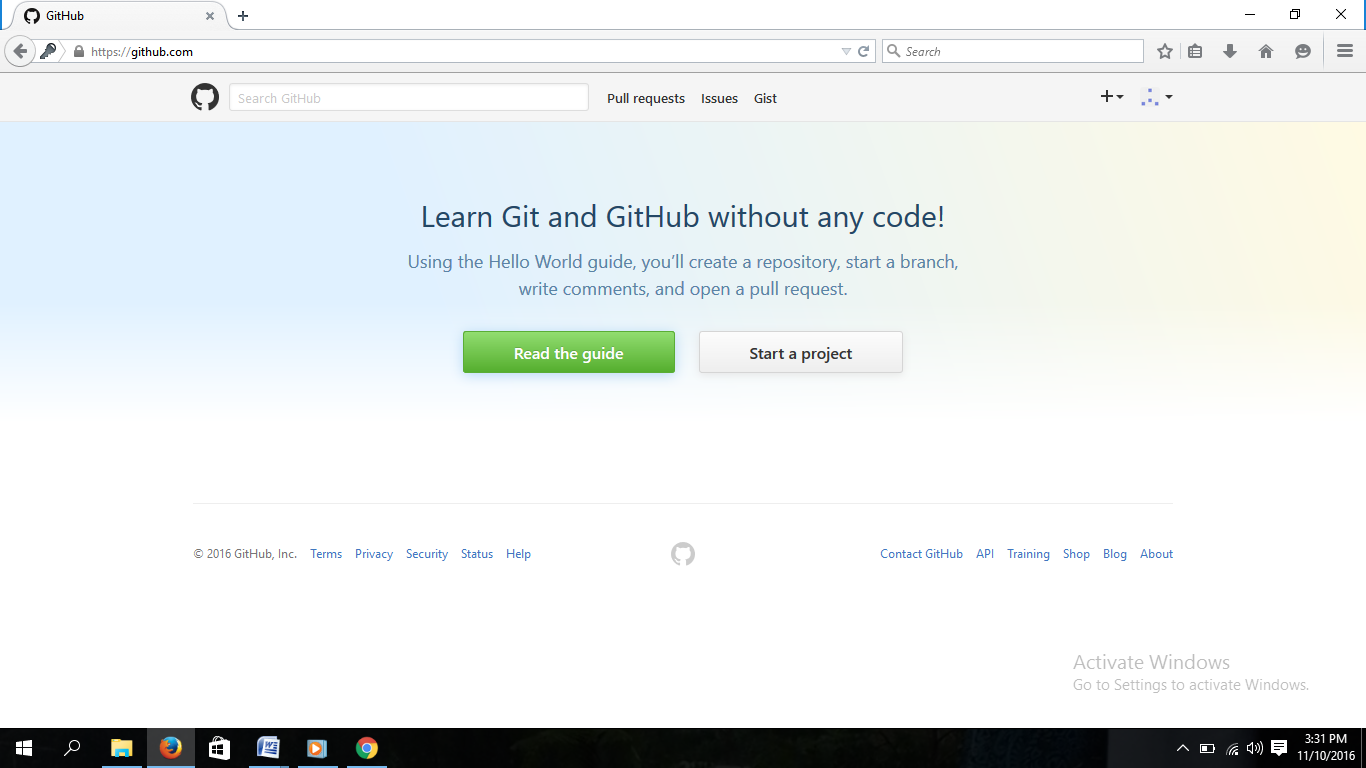 GitHub
https://github.com
Search
Search GitHub
Pull requests Issues Gist
Learn Git and GitHub without any code!
Using the Hello World guide, you’ll create a repository, start a branch,
write comments, and open a pull request.
Read the guide Start a project
© 2016 GitHub, Inc. Terms Privacy Security Status Help
Contact GitHub API Training Shop Blog About
Activate Windows
Go to Settings to activate Windows.
3:31 PM
11/10/2016